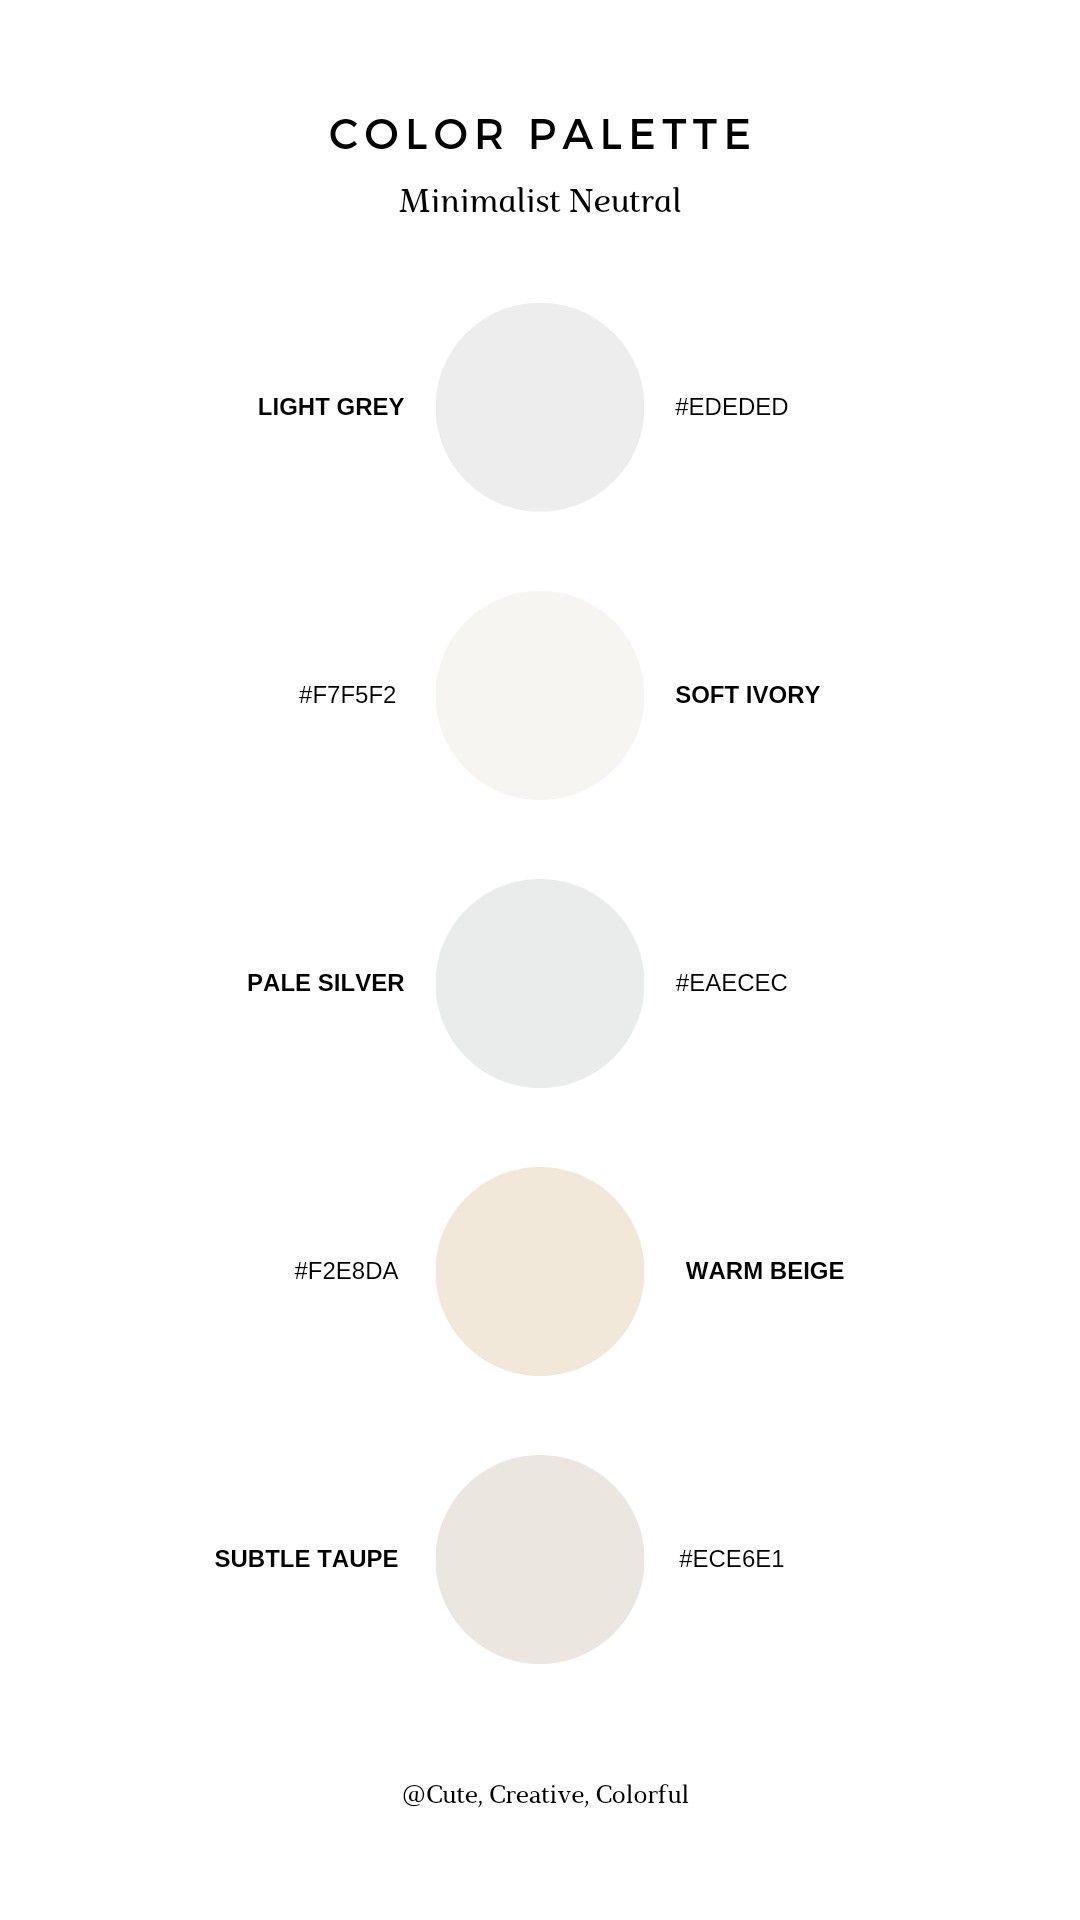 COLOR PALETTE
Minimalist Neutral
LIGHT GREY #EDEDED
#F7F5F2 SOFT IVORY
PALE SILVER #EAECEC
#F2E8DA WARM BEIGE
SUBTLE TAUPE #ECE6E1
@Cute, Creative, Colorful